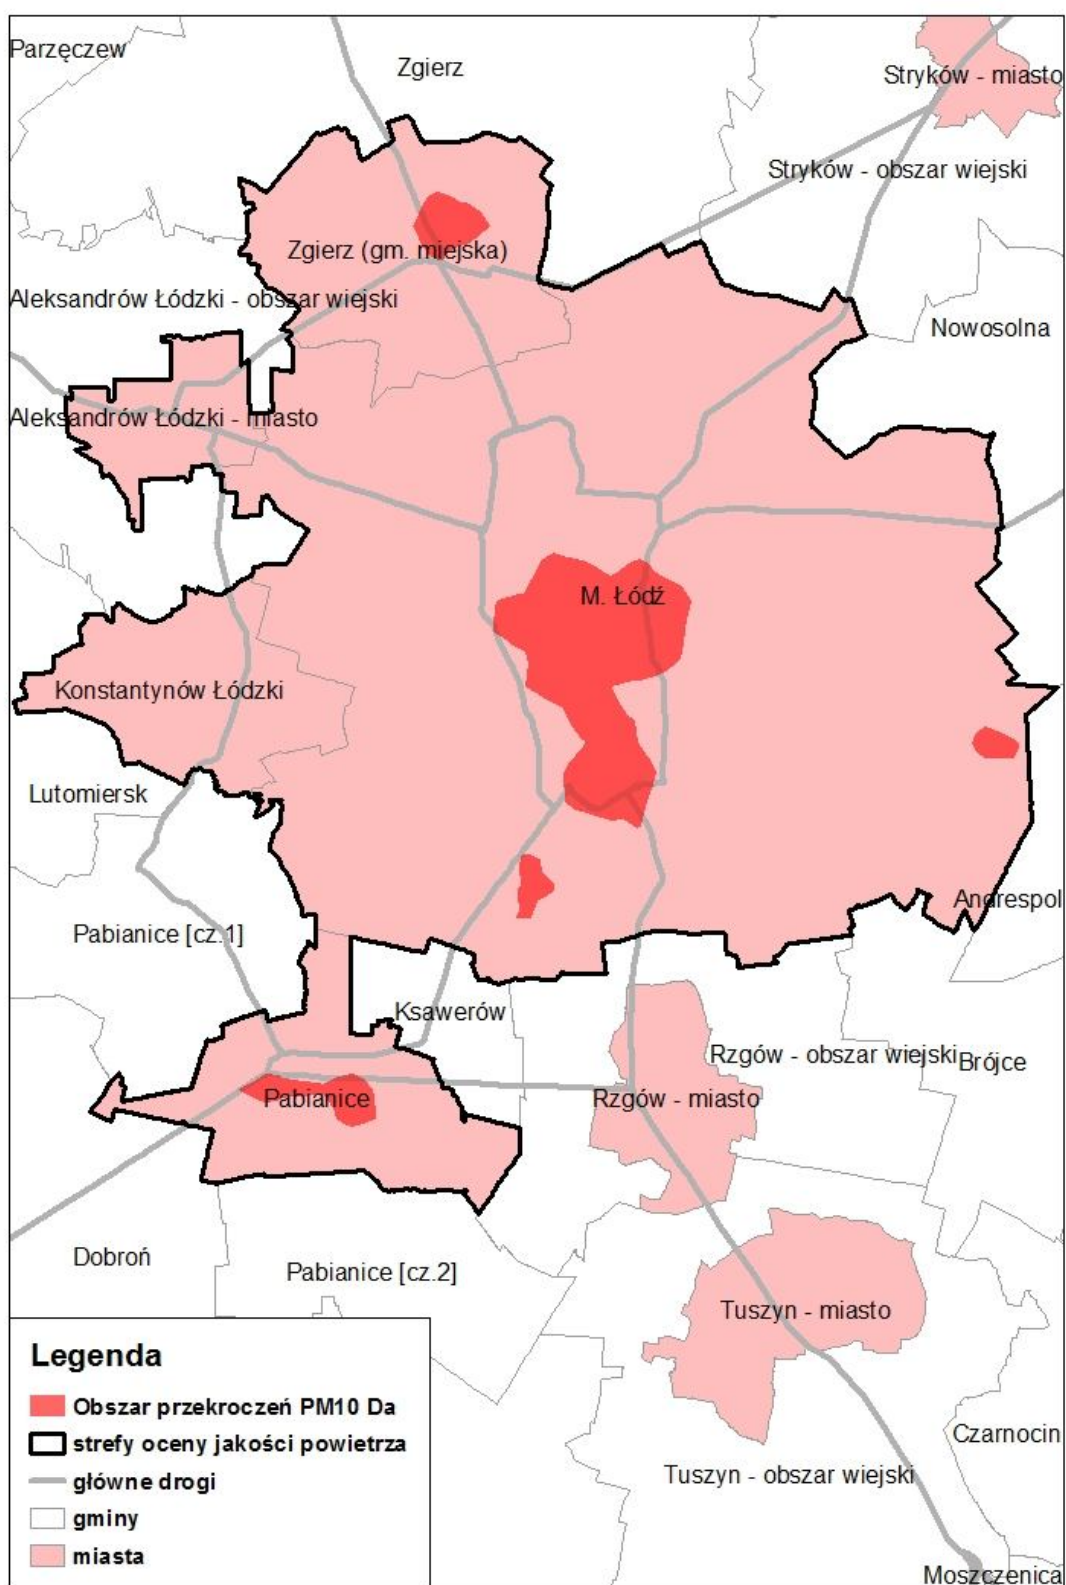 Parzęczew
Zgierz
Stryków - miasto
Stryków - obszar wiejski
Zgierz (gm. miejska)
Aleksandrów Łódzki - obszar wiejski
Nowosolna
Aleksandrów Łódzki - miasto
M. Łódź
Konstantynów Łódzki
Lutomiersk
Andrespol
Pabianice [cz.1]
Ksawerów
Rzgów - obszar wiejski
Brójce
Pabianice
Rzgów - miasto
Dobroń
Pabianice [cz.2]
Tuszyn - miasto
Czarnocin
Tuszyn - obszar wiejski
Moszczenica
Legenda
Obszar przekroczeń PM10 Da
strefy oceny jakości powietrza
główne drogi
gminy
miasta